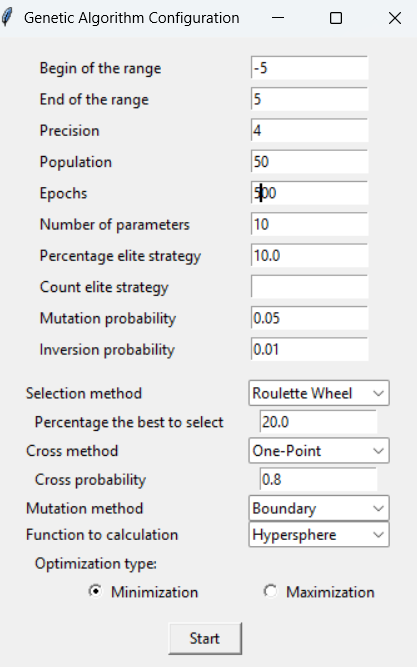 Genetic Algorithm Configuration
Begin of the range -5
End of the range 5
Precision 4
Population 50
Epochs 500
Number of parameters 10
Percentage elite strategy 10.0
Count elite strategy
Mutation probability 0.05
Inversion probability 0.01
Selection method Roulette Wheel
Percentage the best to select 20.0
Cross method One-Point
Cross probability 0.8
Mutation method Boundary
Function to calculation Hypersphere
Optimization type:
Minimization Maximization
Start